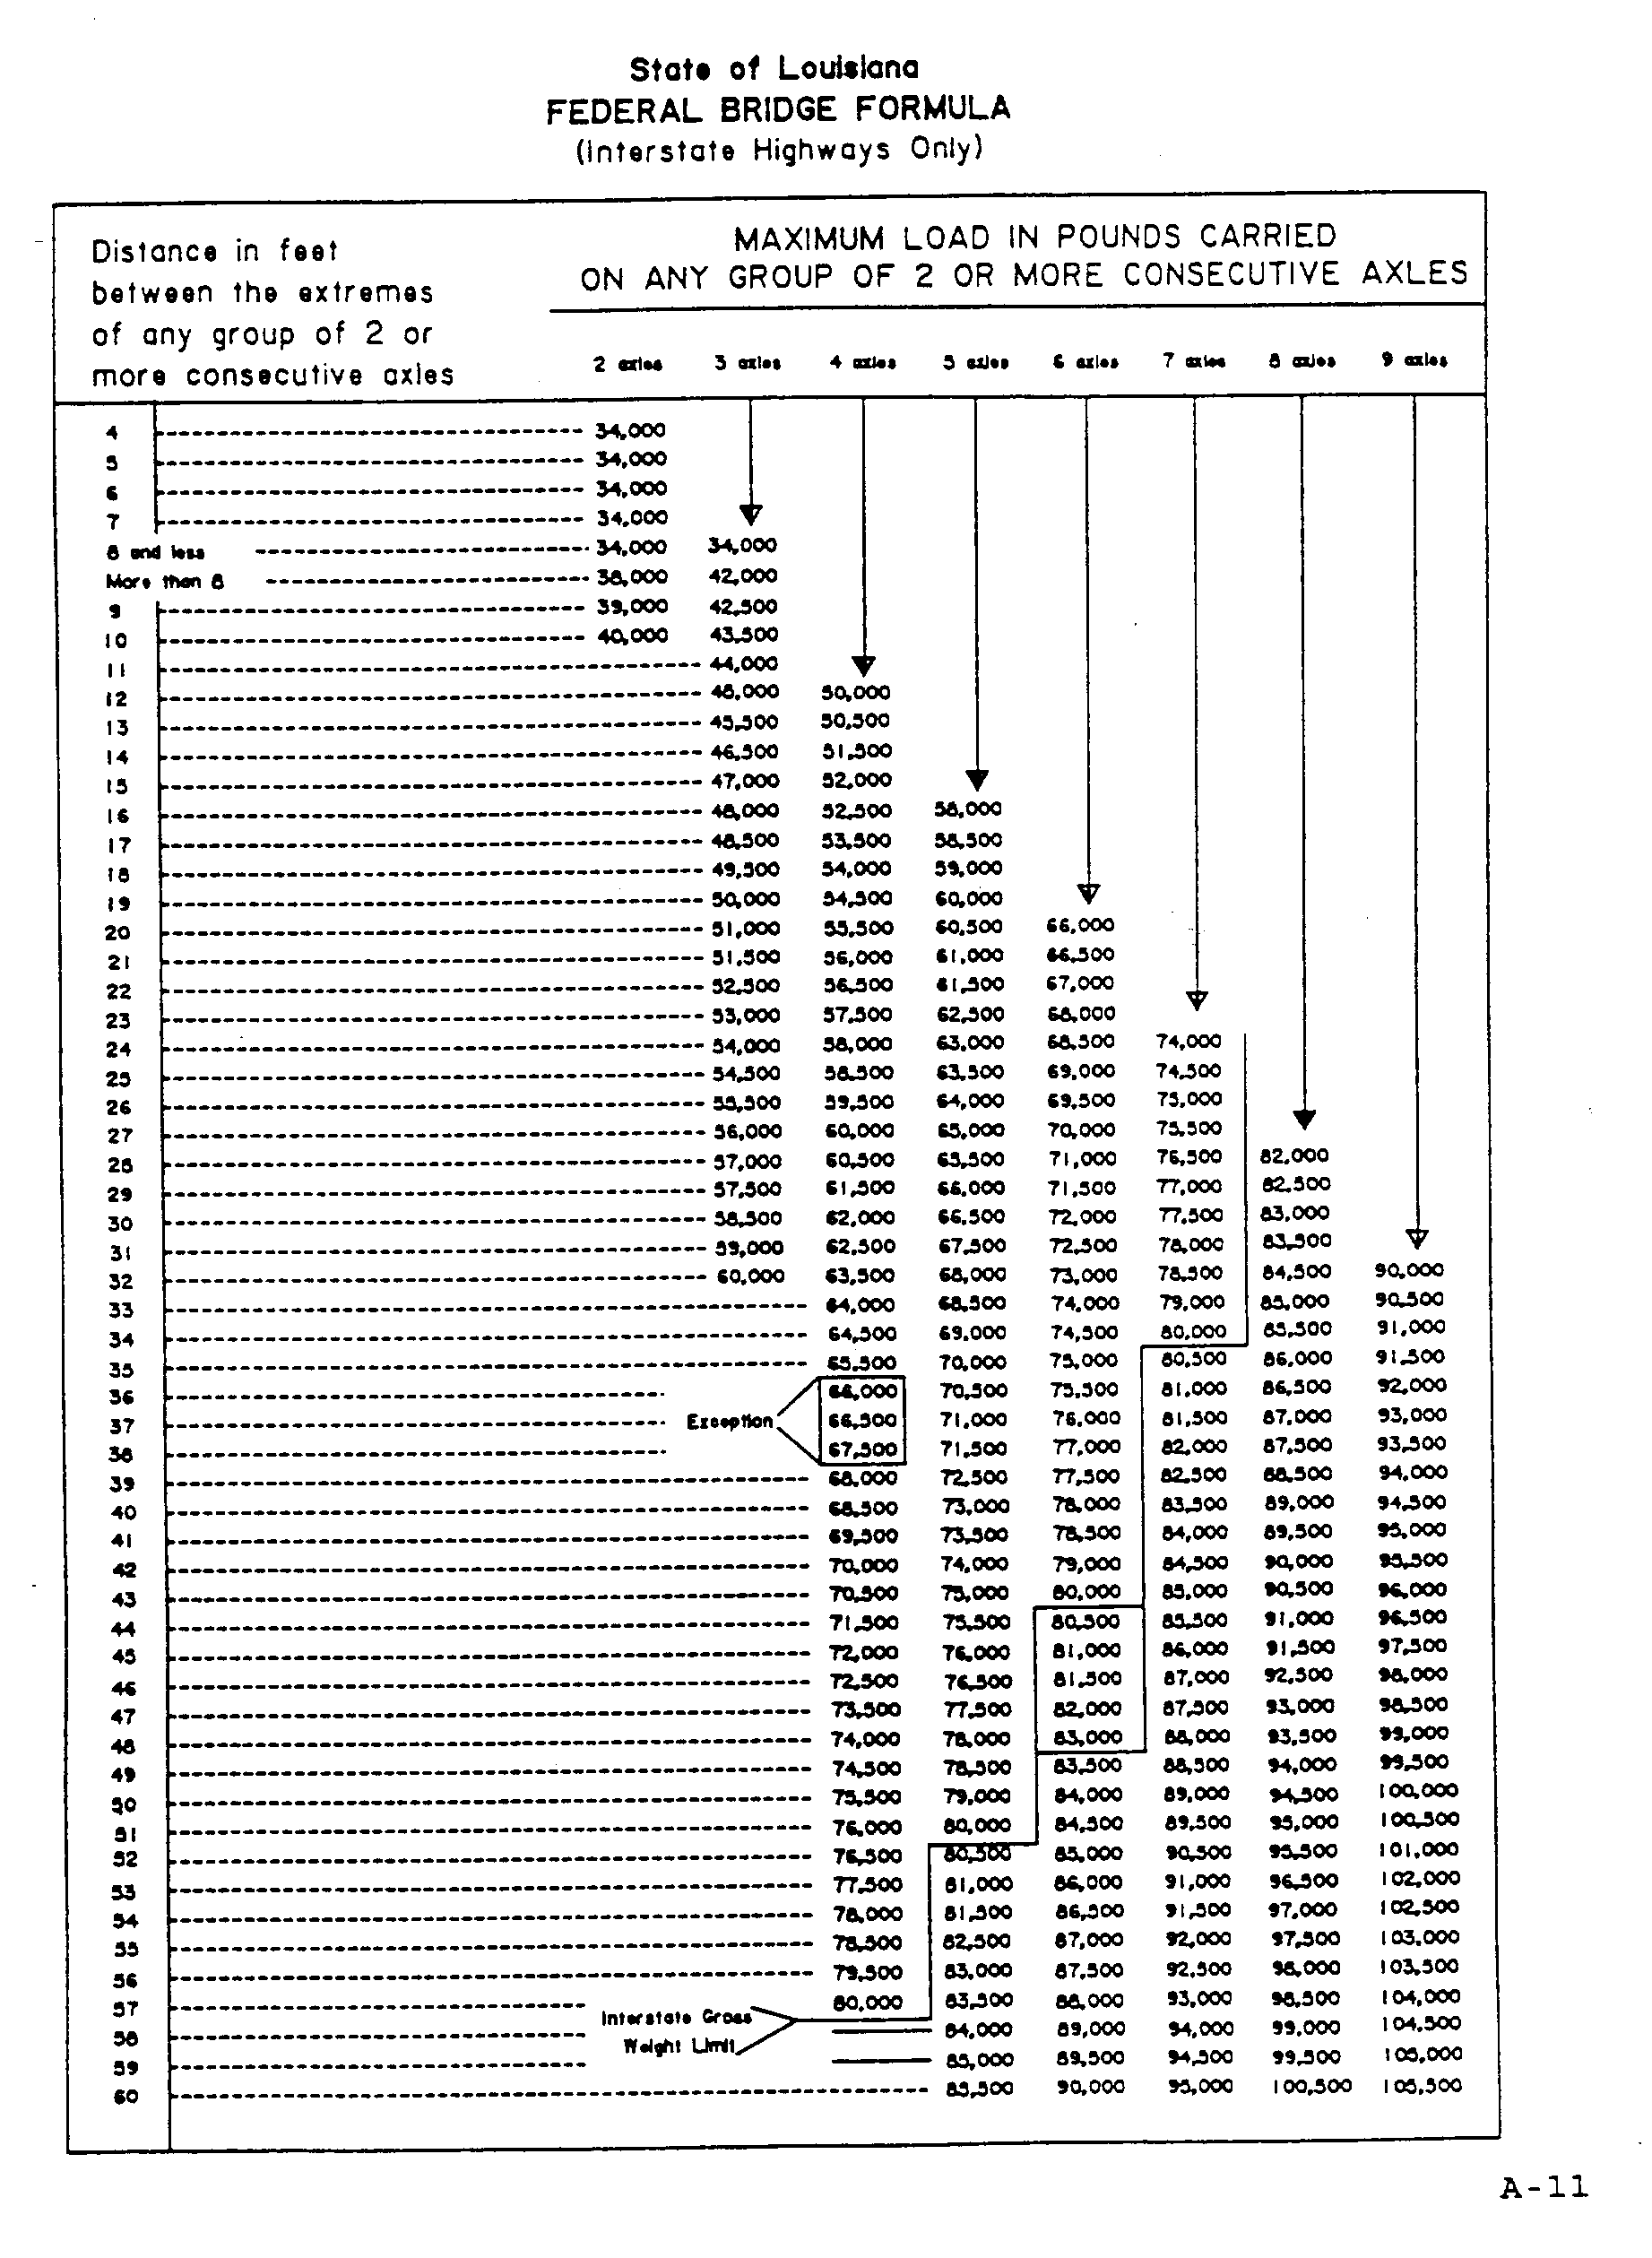 State of Louisiana
FEDERAL BRIDGE FORMULA
(Interstate Highways Only)
Distance in feet
between the extremes
of any group of 2 or
more consecutive axles
MAXIMUM LOAD IN POUNDS CARRIED
ON ANY GROUP OF 2 OR MORE CONSECUTIVE AXLES
2 axles 3 axles 4 axles 5 axles 6 axles 7 axles 8 axles 9 axles
4 34,000
5 34,000
6 34,000
7 34,000
8 and less 34,000 34,000
More than 8 38,000 42,000
9 39,000 42,500
10 40,000 43,500
11 44,000
12 48,000 50,000
13 45,500 50,500
14 46,500 51,500
15 47,000 52,000
16 48,000 52,500 58,000
17 48,500 53,500 58,500
18 49,500 54,000 59,000
19 50,000 54,500 60,000
20 51,000 55,500 60,500 66,000
21 51,500 56,000 61,000 66,500
22 52,500 56,500 61,500 67,000
23 53,000 57,500 62,500 68,000
24 54,000 58,000 63,000 68,500 74,000
25 54,500 58,500 63,500 69,000 74,500
26 55,500 59,500 64,000 69,500 75,000
27 56,000 60,000 65,000 70,000 75,500
28 57,000 60,500 65,500 71,000 76,500 82,000
29 57,500 61,500 66,000 71,500 77,000 82,500
30 58,500 62,000 66,500 72,000 77,500 83,000
31 59,000 62,500 67,500 72,500 78,000 83,500
32 60,000 63,500 68,000 73,000 78,500 84,500 90,000
33 64,000 68,500 74,000 79,000 85,000 90,500
34 64,500 69,000 74,500 80,000 85,500 91,000
35 65,500 70,000 75,000 80,500 86,000 91,500
36 66,000 70,500 75,500 81,000 86,500 92,000
37 Exception 66,500 71,000 76,000 81,500 87,000 93,000
38 67,500 71,500 77,000 82,000 87,500 93,500
39 68,000 72,500 77,500 82,500 88,500 94,000
40 68,500 73,000 78,000 83,500 89,000 94,500
41 69,500 73,500 78,500 84,000 89,500 95,000
42 70,000 74,000 79,000 84,500 90,000 95,500
43 70,500 75,000 80,000 85,000 90,500 96,000
44 71,500 75,500 80,500 85,500 91,000 96,500
45 72,000 76,000 81,000 86,000 91,500 97,500
46 72,500 76,500 81,500 87,000 92,500 98,000
47 73,500 77,500 82,000 87,500 93,000 98,500
48 74,000 78,000 83,000 88,000 93,500 99,000
49 74,500 78,500 83,500 88,500 94,000 99,500
50 75,500 79,000 84,000 89,000 94,500 100,000
51 76,000 80,000 84,500 89,500 95,000 100,500
52 76,500 80,500 85,000 90,500 95,500 101,000
53 77,500 81,000 86,000 91,000 96,500 102,000
54 78,000 81,500 86,500 91,500 97,000 102,500
55 78,500 82,500 87,000 92,000 97,500 103,000
56 79,500 83,000 87,500 92,500 98,000 103,500
57 80,000 83,500 88,000 93,000 98,500 104,000
Interstate Gross
Weight Limit
58 84,000 89,000 94,000 99,000 104,500
59 85,000 89,500 94,500 99,500 105,000
60 85,500 90,000 95,000 100,500 105,500
A-11